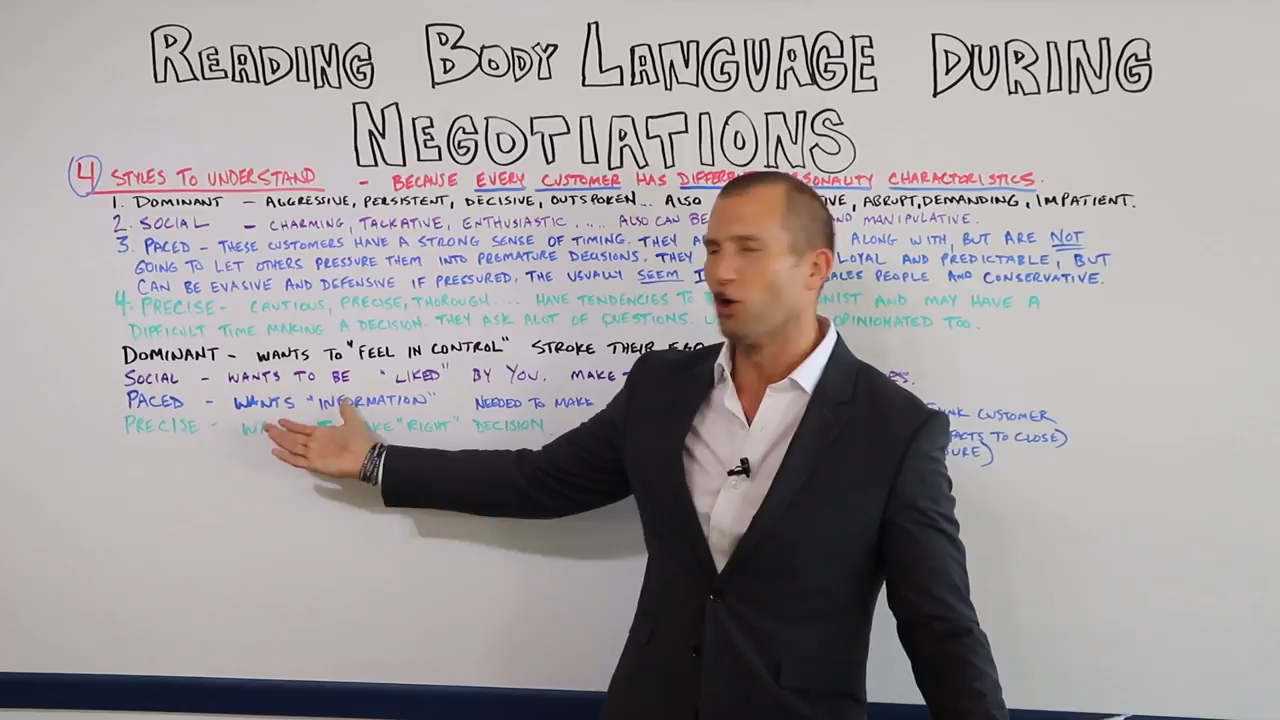 READING BODY LANGUAGE DURING
NEGOTIATIONS
4 STYLES TO UNDERSTAND - BECAUSE EVERY CUSTOMER HAS PERSONALITY CHARACTERISTICS.
1. DOMINANT - AGGRESSIVE, PERSISTENT, DECISIVE, OUTSPOKEN... ALSO ABRUPT, DEMANDING, IMPATIENT.
2. SOCIAL - CHARMING, TALKATIVE, ENTHUSIASTIC..... ALSO CAN BE AND MANIPULATIVE.
3. PACED - THESE CUSTOMERS HAVE A STRONG SENSE OF TIMING. THEY ALONG WITH, BUT ARE NOT
GOING TO LET OTHERS PRESSURE THEM INTO PREMATURE DECISIONS. THEY LOYAL AND PREDICTABLE, BUT
CAN BE EVASIVE AND DEFENSIVE IF PRESSURED. THE USUALLY SEEM PEOPLE AND CONSERVATIVE.
4. PRECISE - CAUTIOUS, PRECISE, THOROUGH.... HAVE TENDENCIES TO AND MAY HAVE A
DIFFICULT TIME MAKING A DECISION. THEY ASK ALOT OF QUESTIONS. OPINIONATED TOO.
DOMINANT - WANTS TO "FEEL IN CONTROL" STROKE THEIR EGO
SOCIAL - WANTS TO BE "LIKED" BY YOU. MAKE
PACED - WANTS "INFORMATION" NEEDED TO MAKE CUSTOMER
PRECISE - "RIGHT" DECISION. FACTS TO CLOSE)